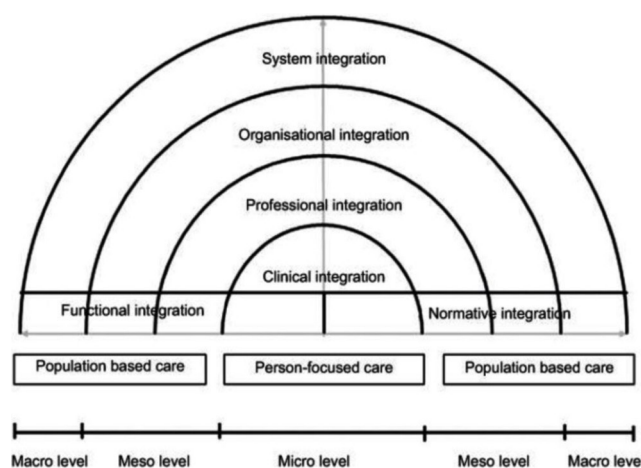 System integration
Organisational integration
Professional integration
Clinical integration
Functional integration
Normative integration
Population based care
Person-focused care
Population based care
Macro level
Meso level
Micro level
Meso level
Macro leve